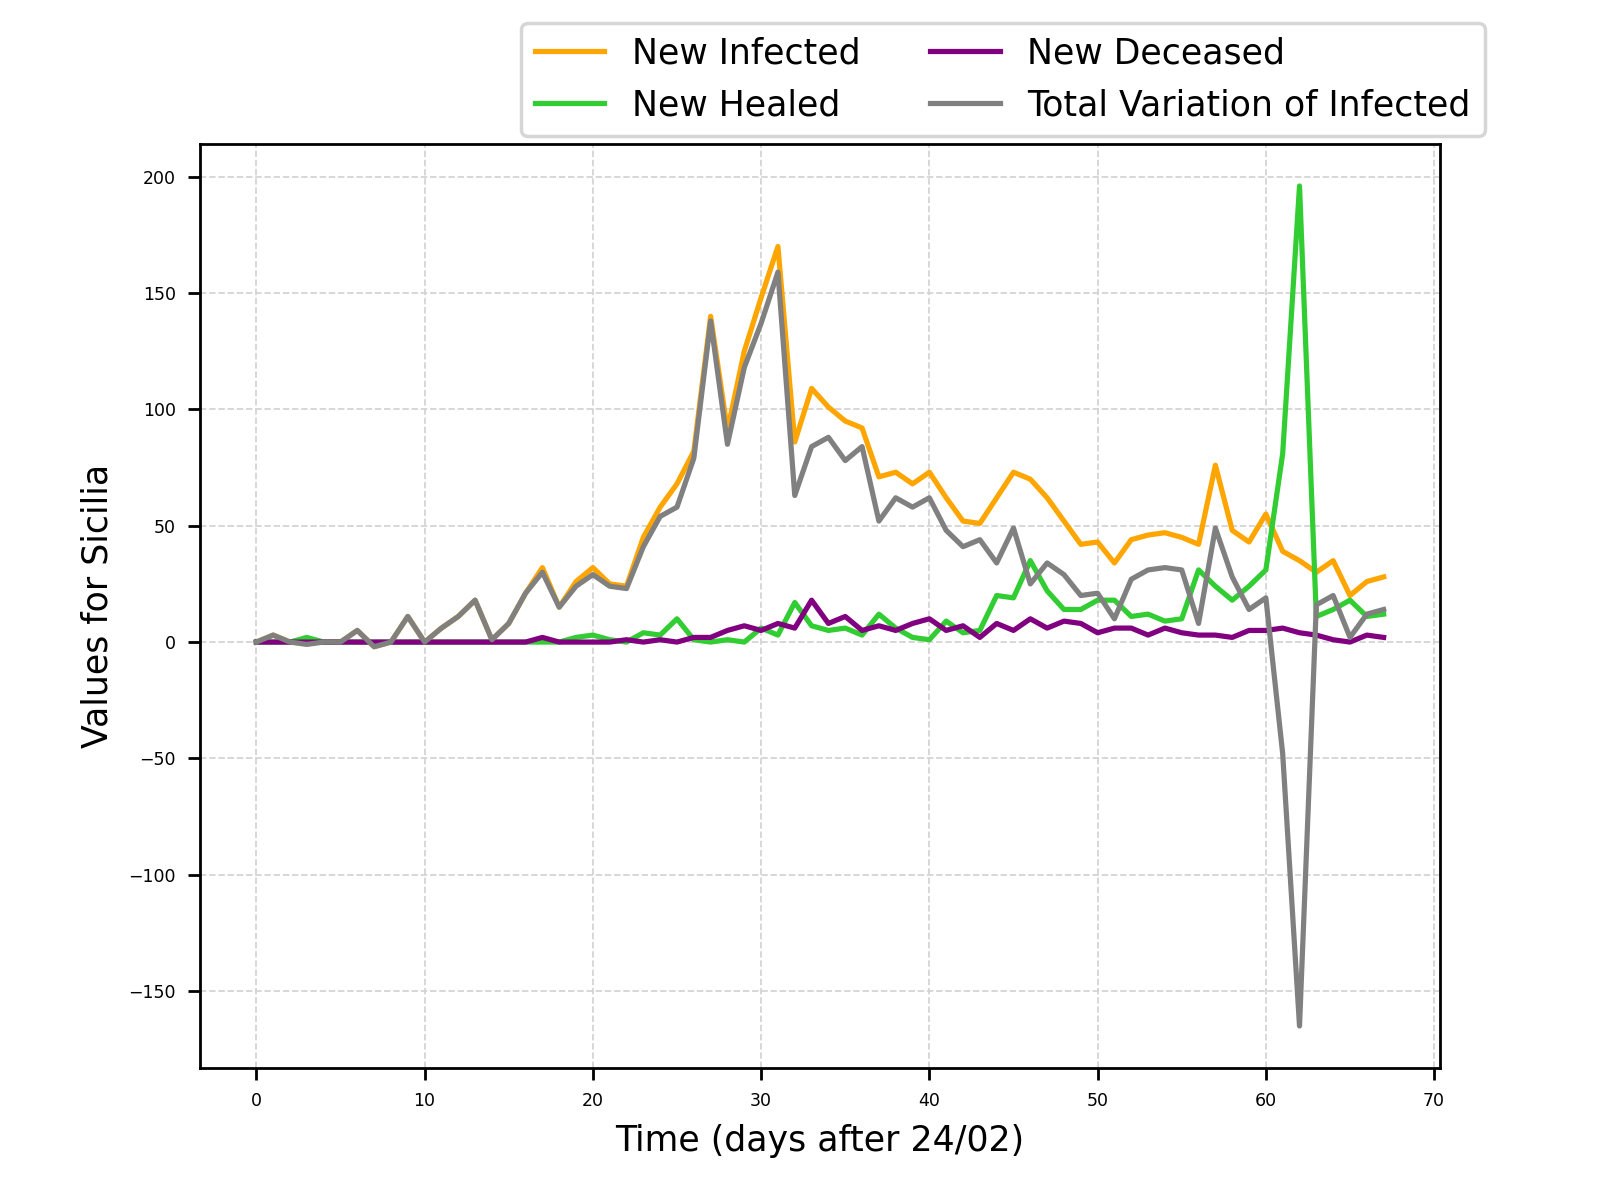 New Infected
New Healed
New Deceased
Total Variation of Infected
200
150
100
50
0
−50
−100
−150
Values for Sicilia
0 10 20 30 40 50 60 70
Time (days after 24/02)